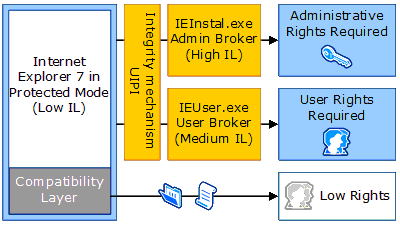 Internet
Explorer 7 in
Protected Mode
(Low IL)
Compatibility
Layer
Integrity mechanism
UIPI
IEInstal.exe
Admin Broker
(High IL)
IEUser.exe
User Broker
(Medium IL)
Administrative
Rights Required
User Rights
Required
Low Rights